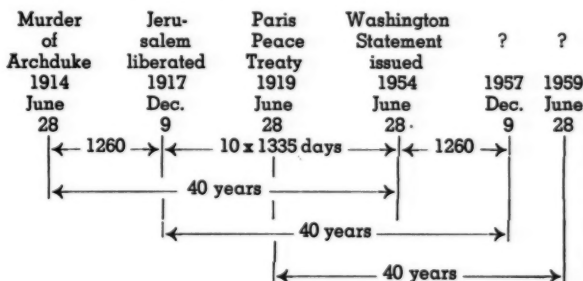 Murder Jeru- Paris Washington
of salem Peace Statement ? ?
Archduke liberated Treaty issued
1914 1917 1919 1954 1957 1959
June Dec. June June Dec. June
28 9 28 28 9 28
1260 10 x 1335 days 1260
40 years
40 years
40 years